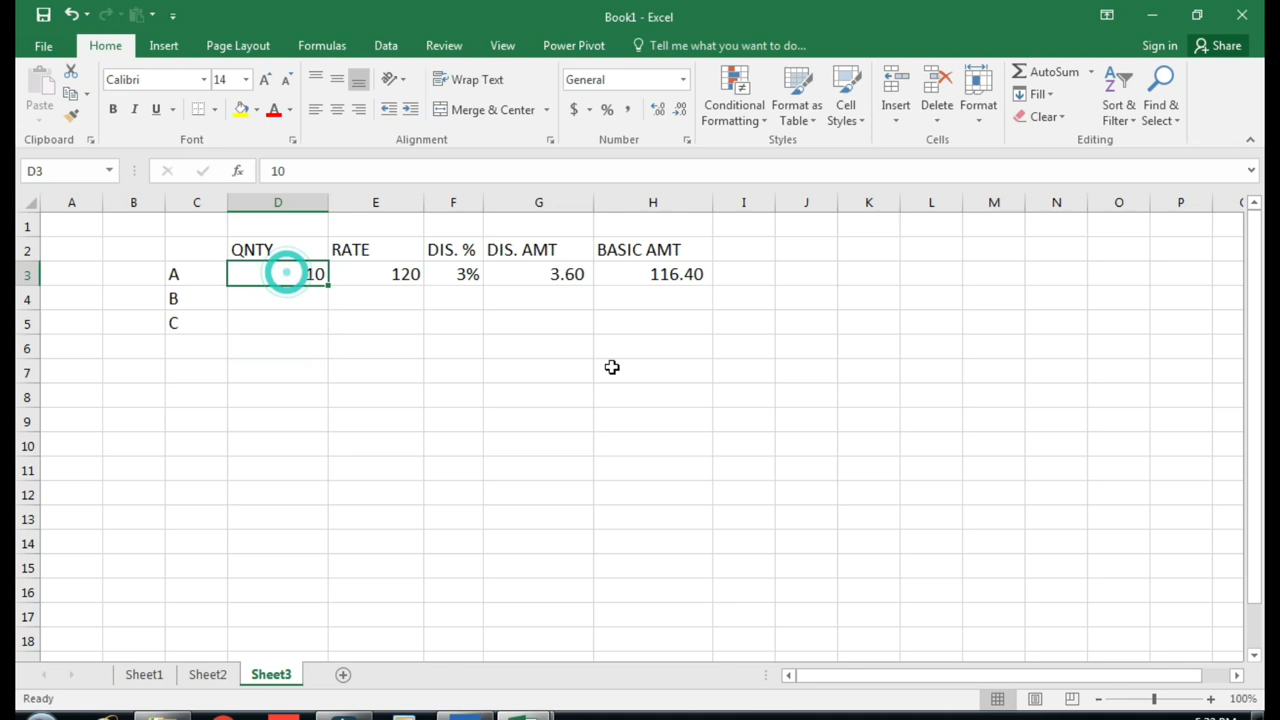 Book1 - Excel
File Home Insert Page Layout Formulas Data Review View Power Pivot Tell me what you want to do... Sign in Share
Calibri 14 Wrap Text General AutoSum
Paste B I U Merge & Center $ % , Conditional Formatting Format as Table Cell Styles Insert Delete Format Fill Clear Sort & Filter Find & Select
Clipboard Font Alignment Number Styles Cells Editing
D3 fx 10
A B C D E F G H I J K L M N O P
1
2 QNTY RATE DIS. % DIS. AMT BASIC AMT
3 A 10 120 3% 3.60 116.40
4 B
5 C
6
7
8
9
10
11
12
13
14
15
16
17
18
Sheet1 Sheet2 Sheet3
Ready 100%